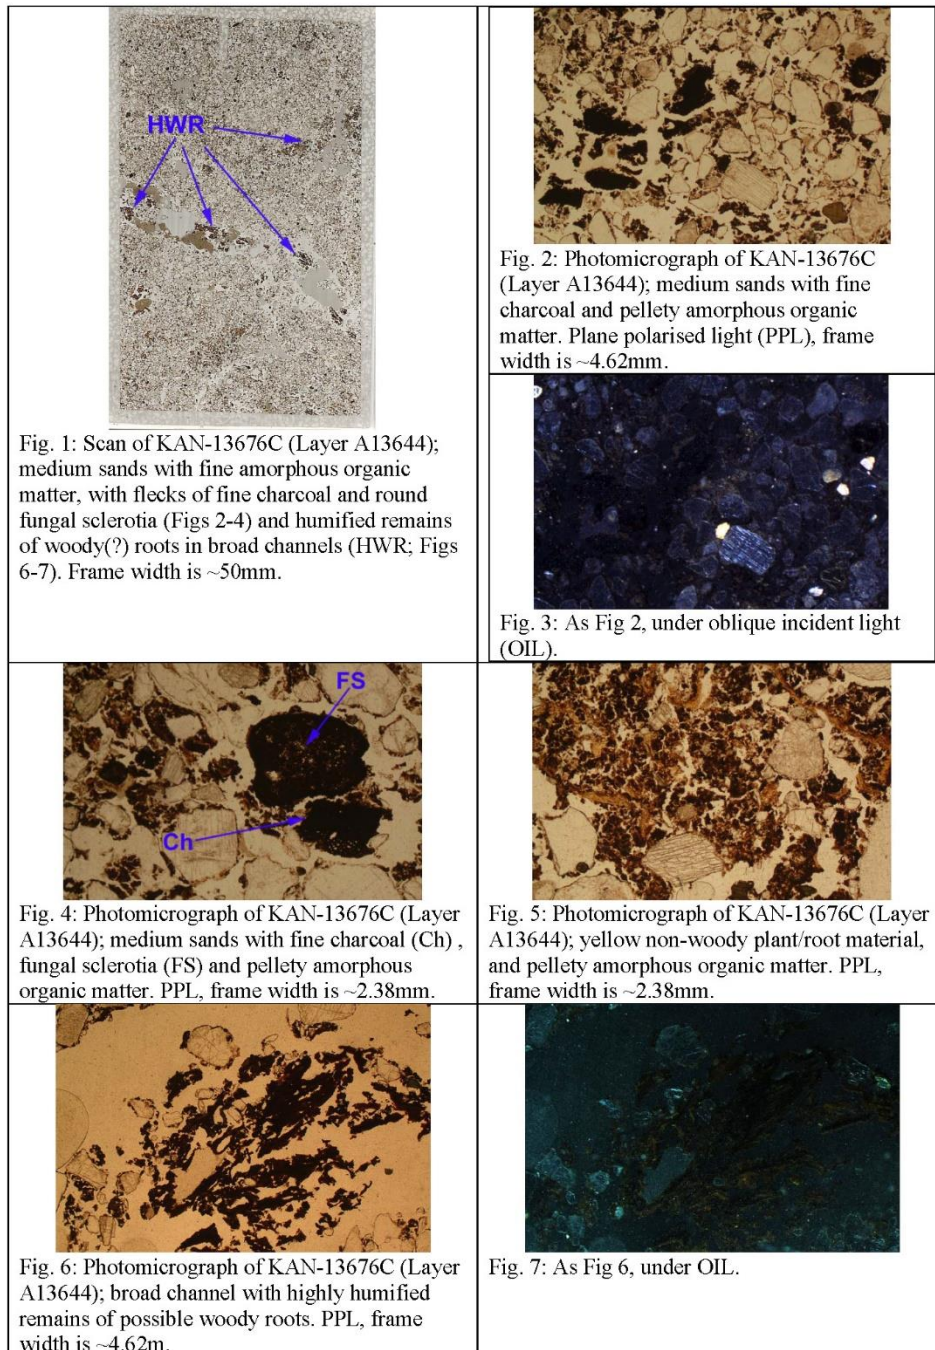 HWR
Fig. 1: Scan of KAN-13676C (Layer A13644);
medium sands with fine amorphous organic
matter, with flecks of fine charcoal and round
fungal sclerotia (Figs 2-4) and humified remains
of woody(?) roots in broad channels (HWR; Figs
6-7). Frame width is ~50mm.
Fig. 2: Photomicrograph of KAN-13676C
(Layer A13644); medium sands with fine
charcoal and pellety amorphous organic
matter. Plane polarised light (PPL), frame
width is ~4.62mm.
Fig. 3: As Fig 2, under oblique incident light
(OIL).
FS
Ch
Fig. 4: Photomicrograph of KAN-13676C (Layer
A13644); medium sands with fine charcoal (Ch) ,
fungal sclerotia (FS) and pellety amorphous
organic matter. PPL, frame width is ~2.38mm.
Fig. 5: Photomicrograph of KAN-13676C (Layer
A13644); yellow non-woody plant/root material,
and pellety amorphous organic matter. PPL,
frame width is ~2.38mm.
Fig. 6: Photomicrograph of KAN-13676C (Layer
A13644); broad channel with highly humified
remains of possible woody roots. PPL, frame
width is ~4.62m.
Fig. 7: As Fig 6, under OIL.